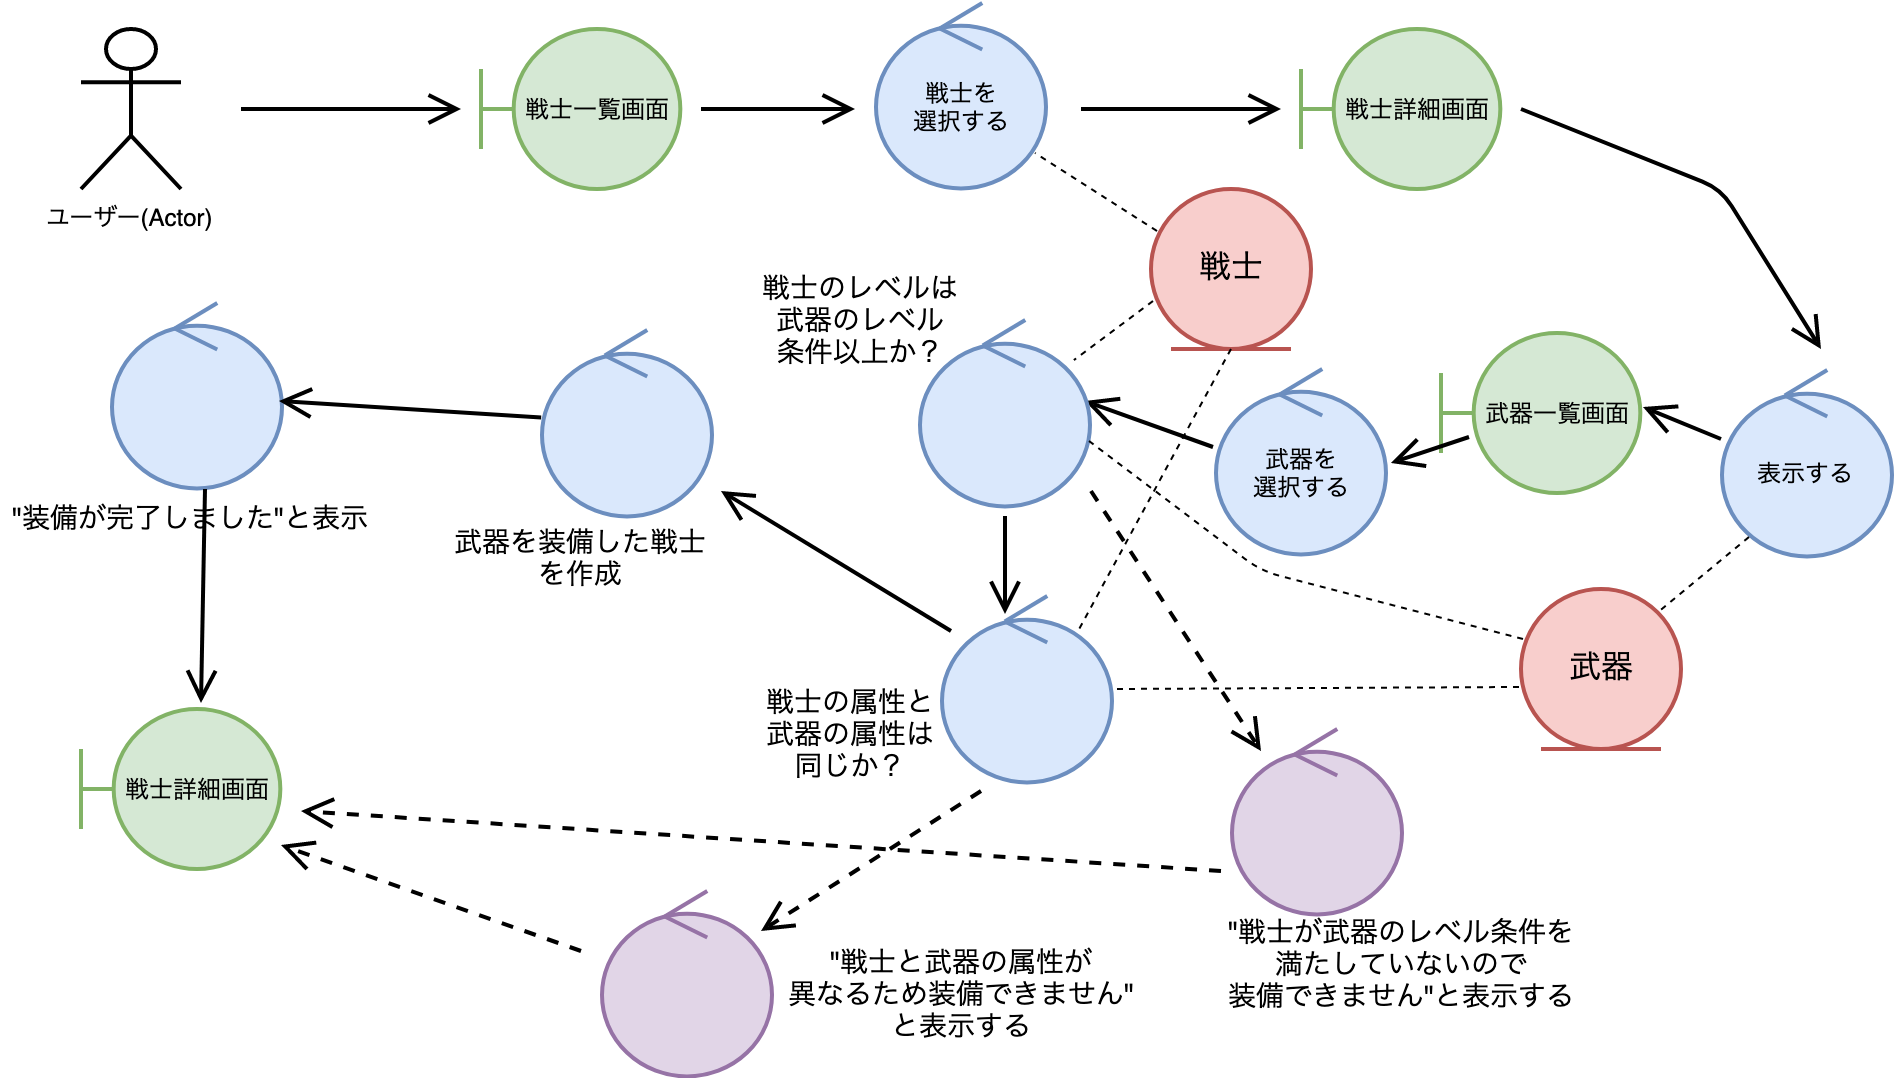 ユーザー(Actor)
戦士一覧画面
戦士を
選択する
戦士詳細画面
戦士
戦士のレベルは
武器のレベル
条件以上か？
武器を
選択する
武器一覧画面
表示する
"装備が完了しました"と表示
武器を装備した戦士
を作成
武器
戦士の属性と
武器の属性は
同じか？
戦士詳細画面
"戦士と武器の属性が
異なるため装備できません"
と表示する
"戦士が武器のレベル条件を
満たしていないので
装備できません"と表示する